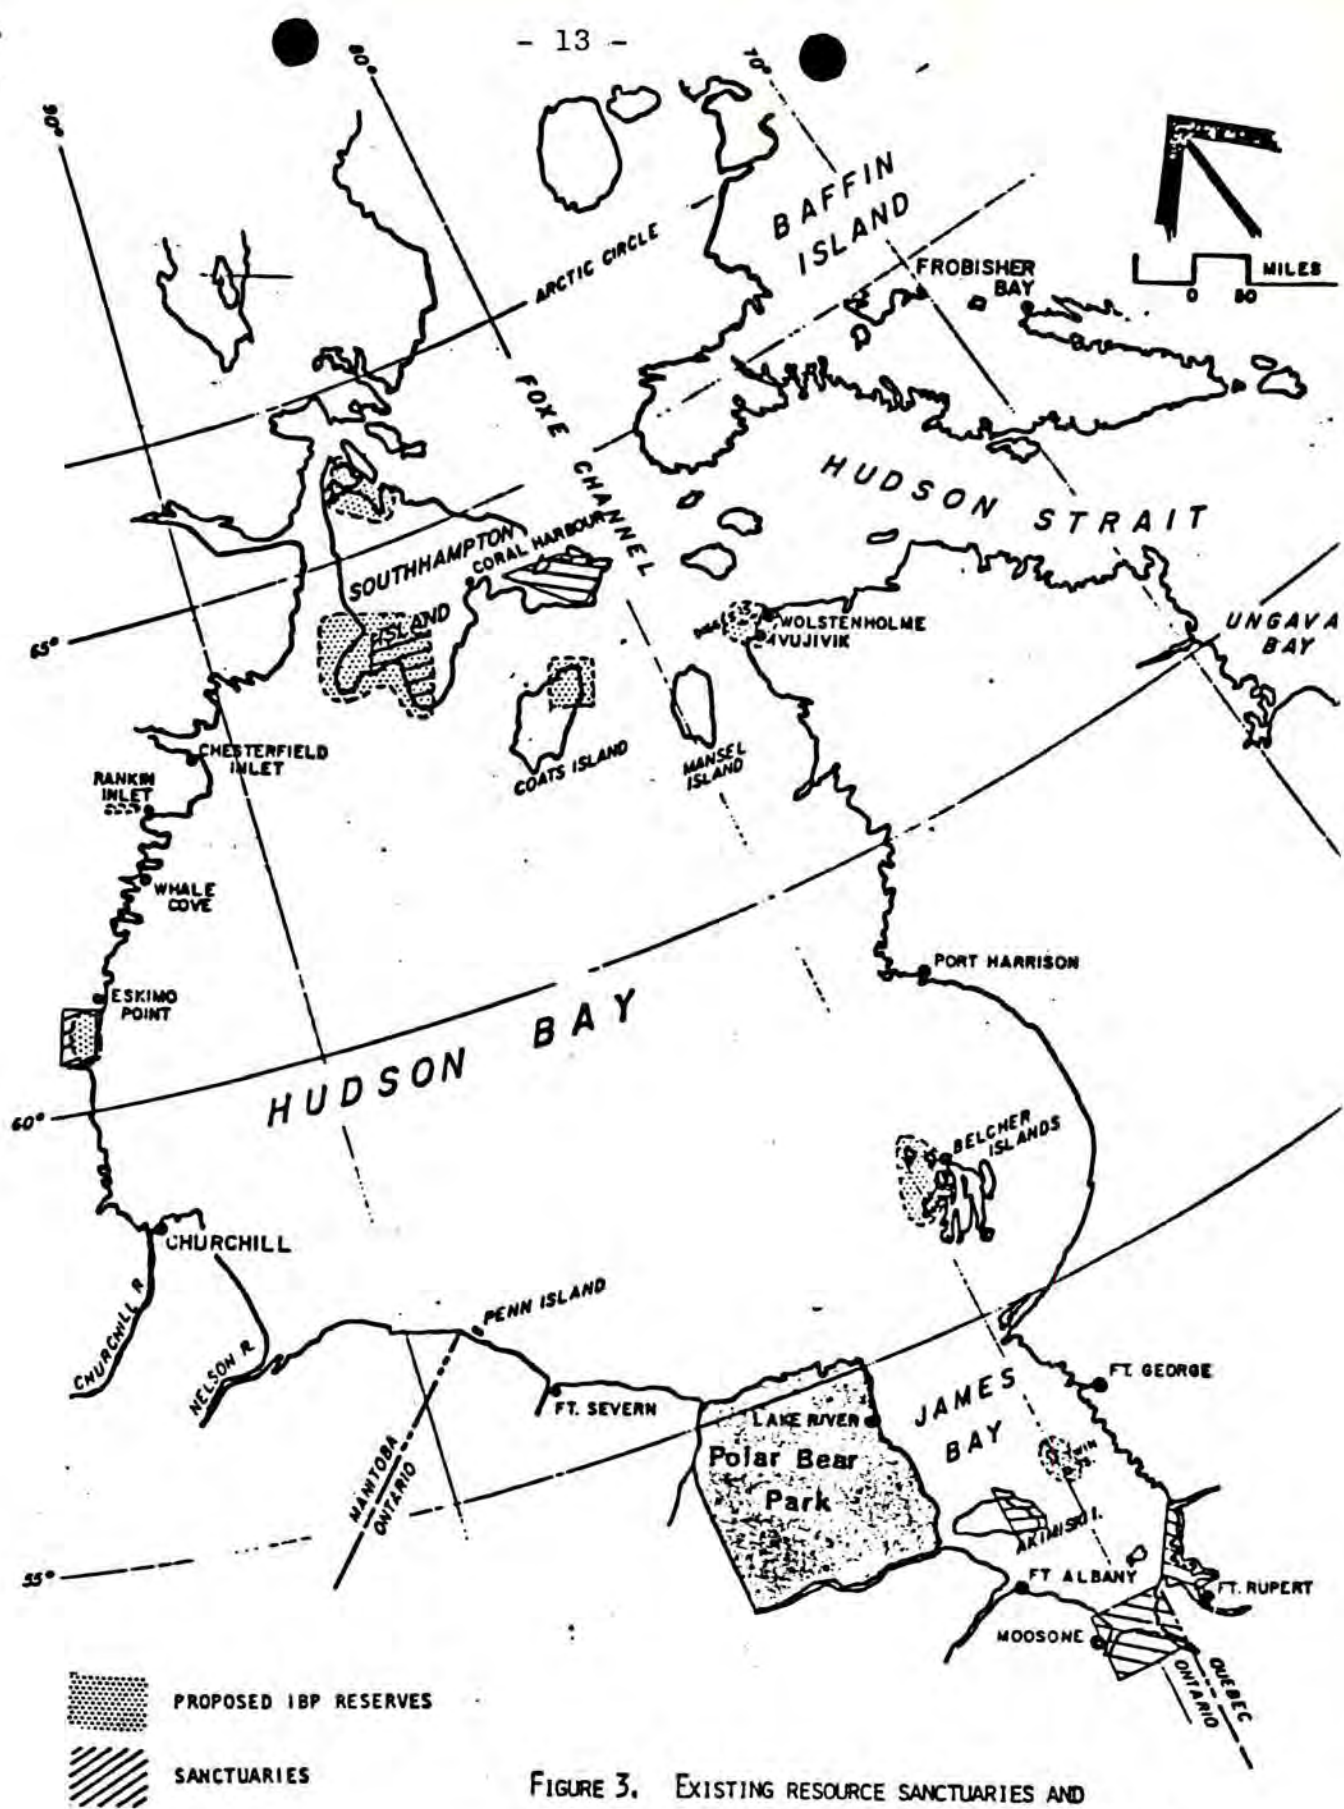 - 13 -
80°
70°
90°
BAFFIN
ISLAND
ARCTIC CIRCLE
FROBISHER
BAY
MILES
0 50
FOXE CHANNEL
HUDSON STRAIT
SOUTHHAMPTON
ISLAND
CORAL HARBOUR
65°
WOLSTENHOLME
IVUJIVIK
UNGAVA
BAY
CHESTERFIELD
INLET
RANKIN
INLET
COATS ISLAND
MANSEL
ISLAND
WHALE
COVE
PORT HARRISON
ESKIMO
POINT
HUDSON BAY
60°
BELCHER
ISLANDS
CHURCHILL
CHURCHILL R
NELSON R
PENN ISLAND
FT. SEVERN
LAKE RIVER
Polar Bear
Park
JAMES
BAY
FT. GEORGE
TWIN
MANITOBA
ONTARIO
AKIMISKI I.
55°
FT ALBANY
FT. RUPERT
MOOSONE
ONTARIO
QUEBEC
PROPOSED IBP RESERVES
SANCTUARIES
FIGURE 3. EXISTING RESOURCE SANCTUARIES AND